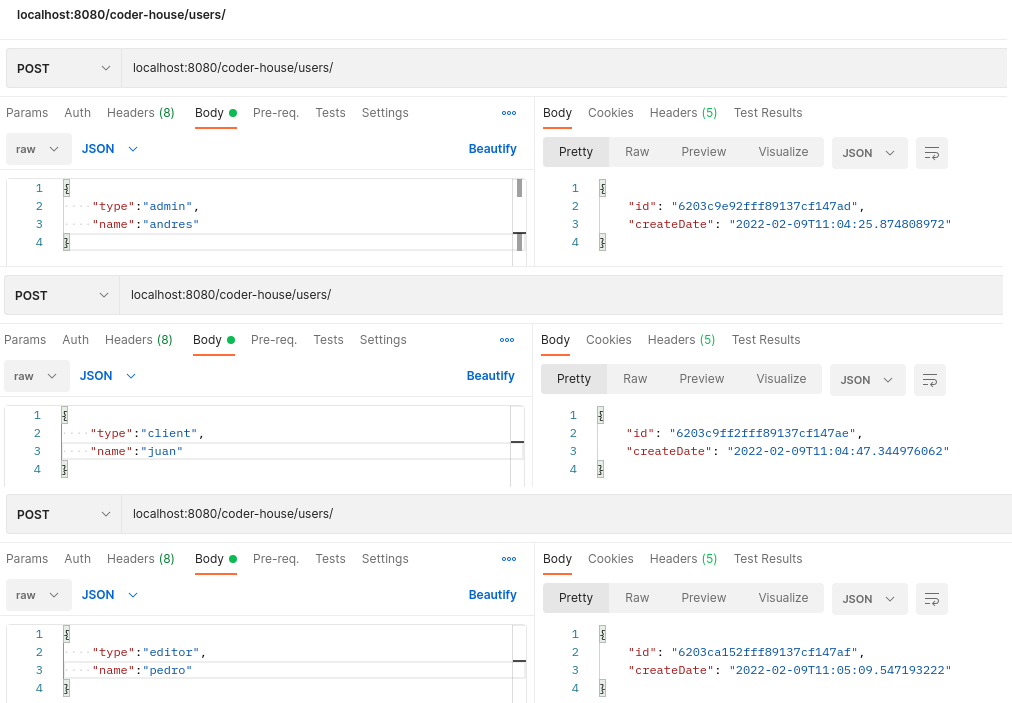 localhost:8080/coder-house/users/
POST localhost:8080/coder-house/users/
Params Auth Headers (8) Body Pre-req. Tests Settings
raw JSON Beautify
1 {
2 "type":"admin",
3 "name":"andres"
4 }
Body Cookies Headers (5) Test Results
Pretty Raw Preview Visualize JSON
1 {
2 "id": "6203c9e92fff89137cf147ad",
3 "createDate": "2022-02-09T11:04:25.874808972"
4 }
POST localhost:8080/coder-house/users/
Params Auth Headers (8) Body Pre-req. Tests Settings
raw JSON Beautify
1 {
2 "type":"client",
3 "name":"juan"
4 }
Body Cookies Headers (5) Test Results
Pretty Raw Preview Visualize JSON
1 {
2 "id": "6203c9ff2fff89137cf147ae",
3 "createDate": "2022-02-09T11:04:47.344976062"
4 }
POST localhost:8080/coder-house/users/
Params Auth Headers (8) Body Pre-req. Tests Settings
raw JSON Beautify
1 {
2 "type":"editor",
3 "name":"pedro"
4 }
Body Cookies Headers (5) Test Results
Pretty Raw Preview Visualize JSON
1 {
2 "id": "6203ca152fff89137cf147af",
3 "createDate": "2022-02-09T11:05:09.547193222"
4 }